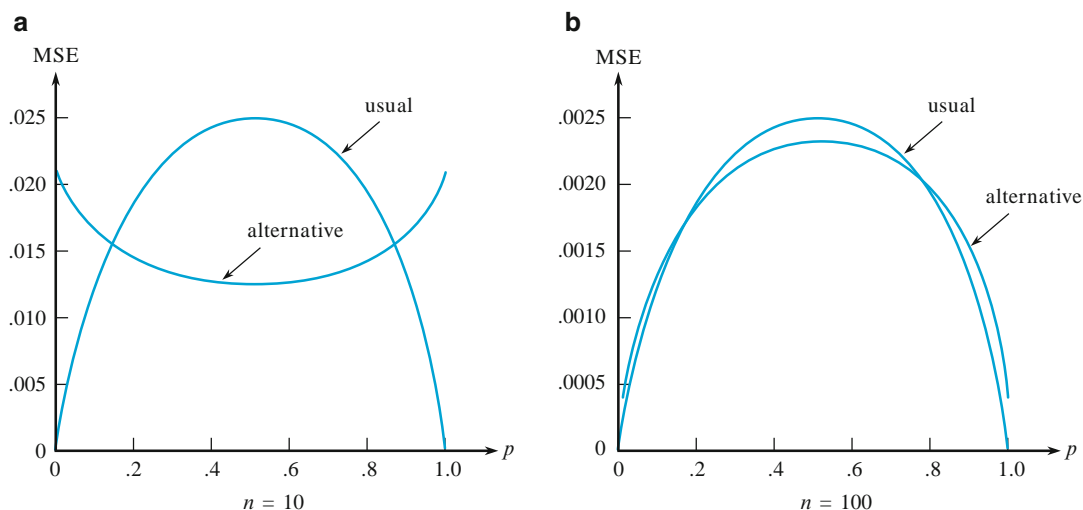 a
MSE
.025
.020
.015
.010
.005
0
usual
alternative
0 .2 .4 .6 .8 1.0 p
n = 10
b
MSE
.0025
.0020
.0015
.0010
.0005
0
usual
alternative
0 .2 .4 .6 .8 1.0 p
n = 100